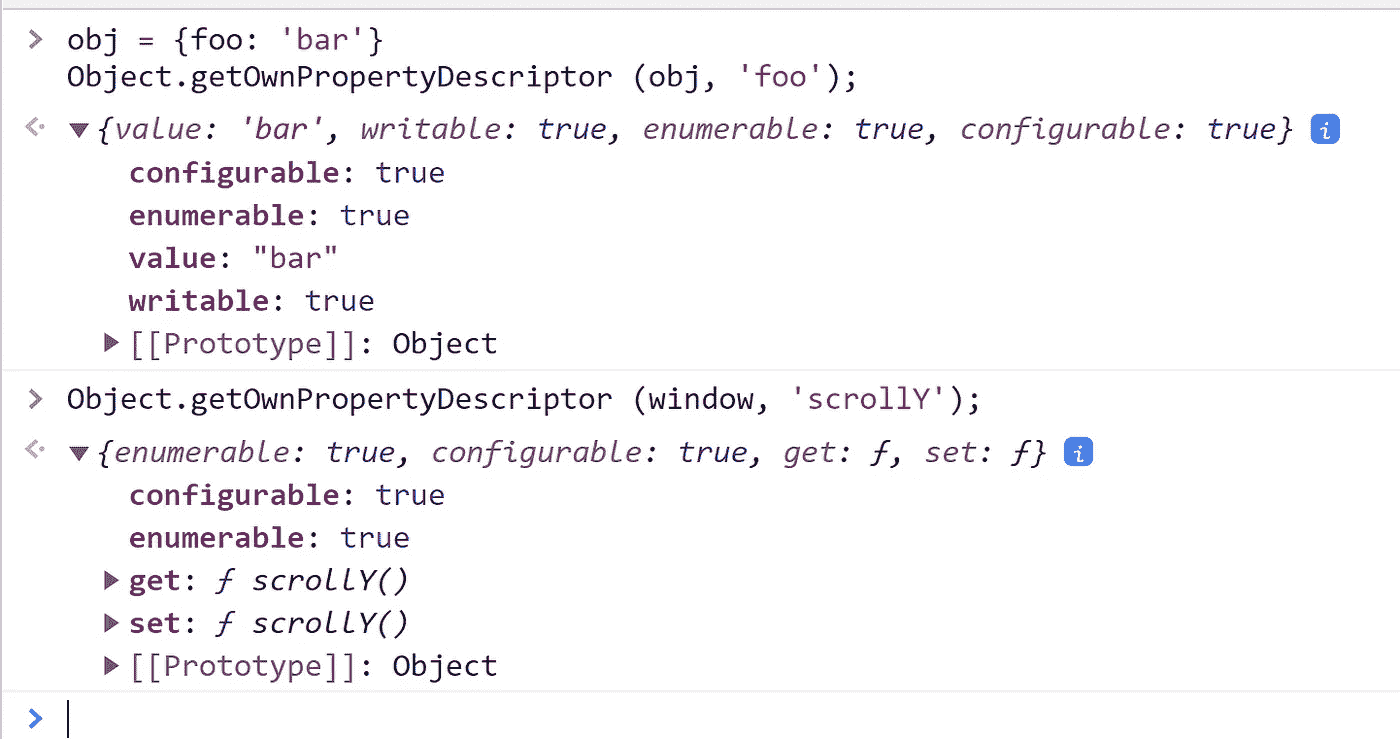 > obj = {foo: 'bar'}
Object.getOwnPropertyDescriptor (obj, 'foo');
{value: 'bar', writable: true, enumerable: true, configurable: true} i
configurable: true
enumerable: true
value: "bar"
writable: true
[[Prototype]]: Object
> Object.getOwnPropertyDescriptor (window, 'scrollY');
{enumerable: true, configurable: true, get: ƒ, set: ƒ} i
configurable: true
enumerable: true
get: ƒ scrollY()
set: ƒ scrollY()
[[Prototype]]: Object
>